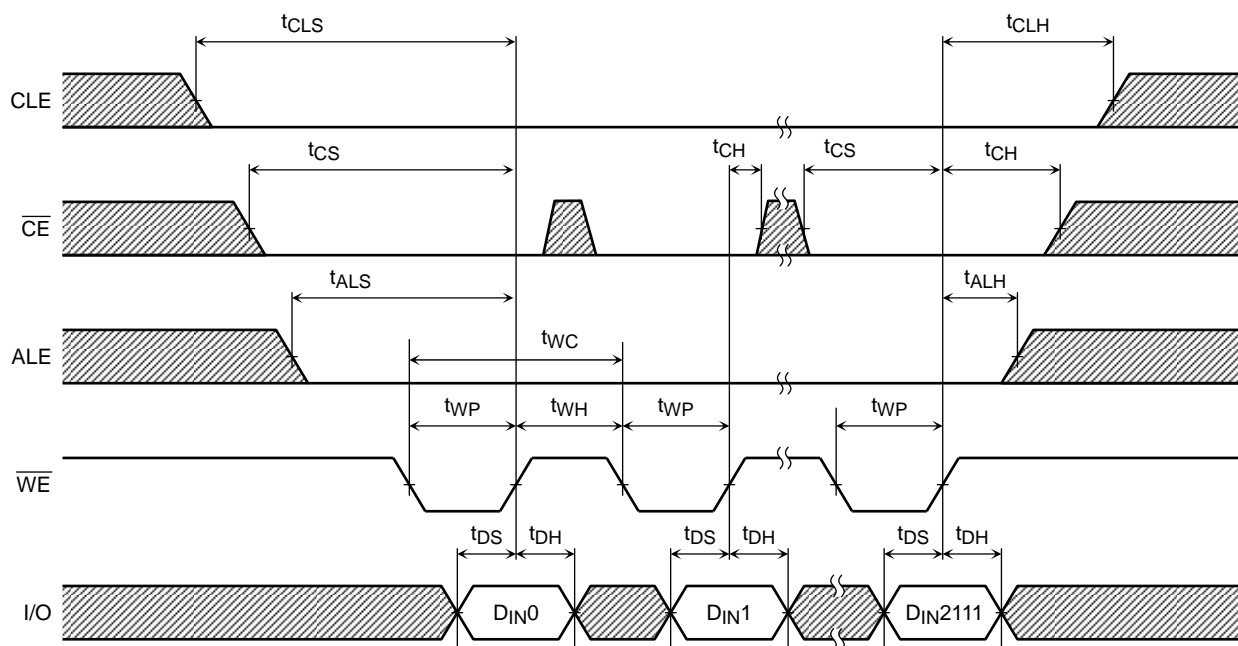 tCLS tCLH
CLE
tCS tCH tCS tCH
CE
tALS tALH
tWC
ALE
tWP tWH tWP tWP
WE
tDS tDH tDS tDH tDS tDH
I/O DIN0 DIN1 DIN2111